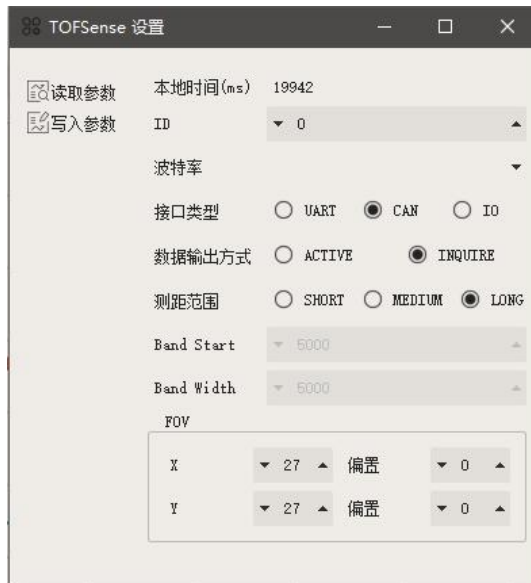 TOFSense 设置
读取参数
写入参数
本地时间(ms) 19942
ID 0
波特率
接口类型 UART CAN IO
数据输出方式 ACTIVE INQUIRE
测距范围 SHORT MEDIUM LONG
Band Start 5000
Band Width 5000
FOV
X 27 偏置 0
Y 27 偏置 0